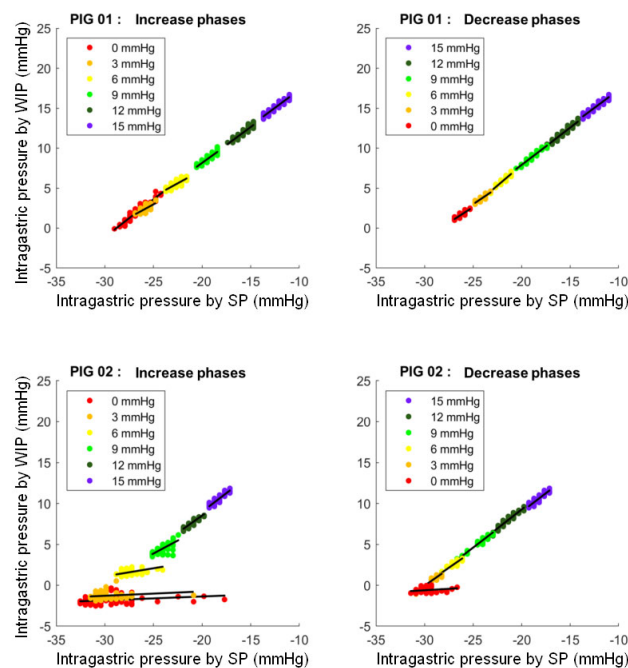 PIG 01 : Increase phases
25
20
15
10
5
0
-5
-35
-30
-25
-20
-15
-10
0 mmHg
3 mmHg
6 mmHg
9 mmHg
12 mmHg
15 mmHg
Intragastric pressure by WIP (mmHg)
Intragastric pressure by SP (mmHg)
PIG 01 : Decrease phases
25
20
15
10
5
0
-5
-35
-30
-25
-20
-15
-10
15 mmHg
12 mmHg
9 mmHg
6 mmHg
3 mmHg
0 mmHg
Intragastric pressure by SP (mmHg)
PIG 02 : Increase phases
25
20
15
10
5
0
-5
-35
-30
-25
-20
-15
-10
0 mmHg
3 mmHg
6 mmHg
9 mmHg
12 mmHg
15 mmHg
Intragastric pressure by WIP (mmHg)
Intragastric pressure by SP (mmHg)
PIG 02 : Decrease phases
25
20
15
10
5
0
-5
-35
-30
-25
-20
-15
-10
15 mmHg
12 mmHg
9 mmHg
6 mmHg
3 mmHg
0 mmHg
Intragastric pressure by SP (mmHg)